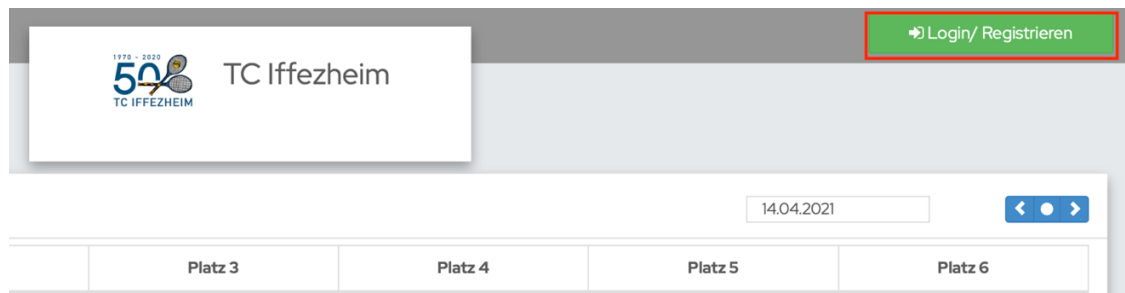 Login/ Registrieren
1970 - 2020
50
TC IFFEZHEIM
TC Iffezheim
14.04.2021
Platz 3 Platz 4 Platz 5 Platz 6